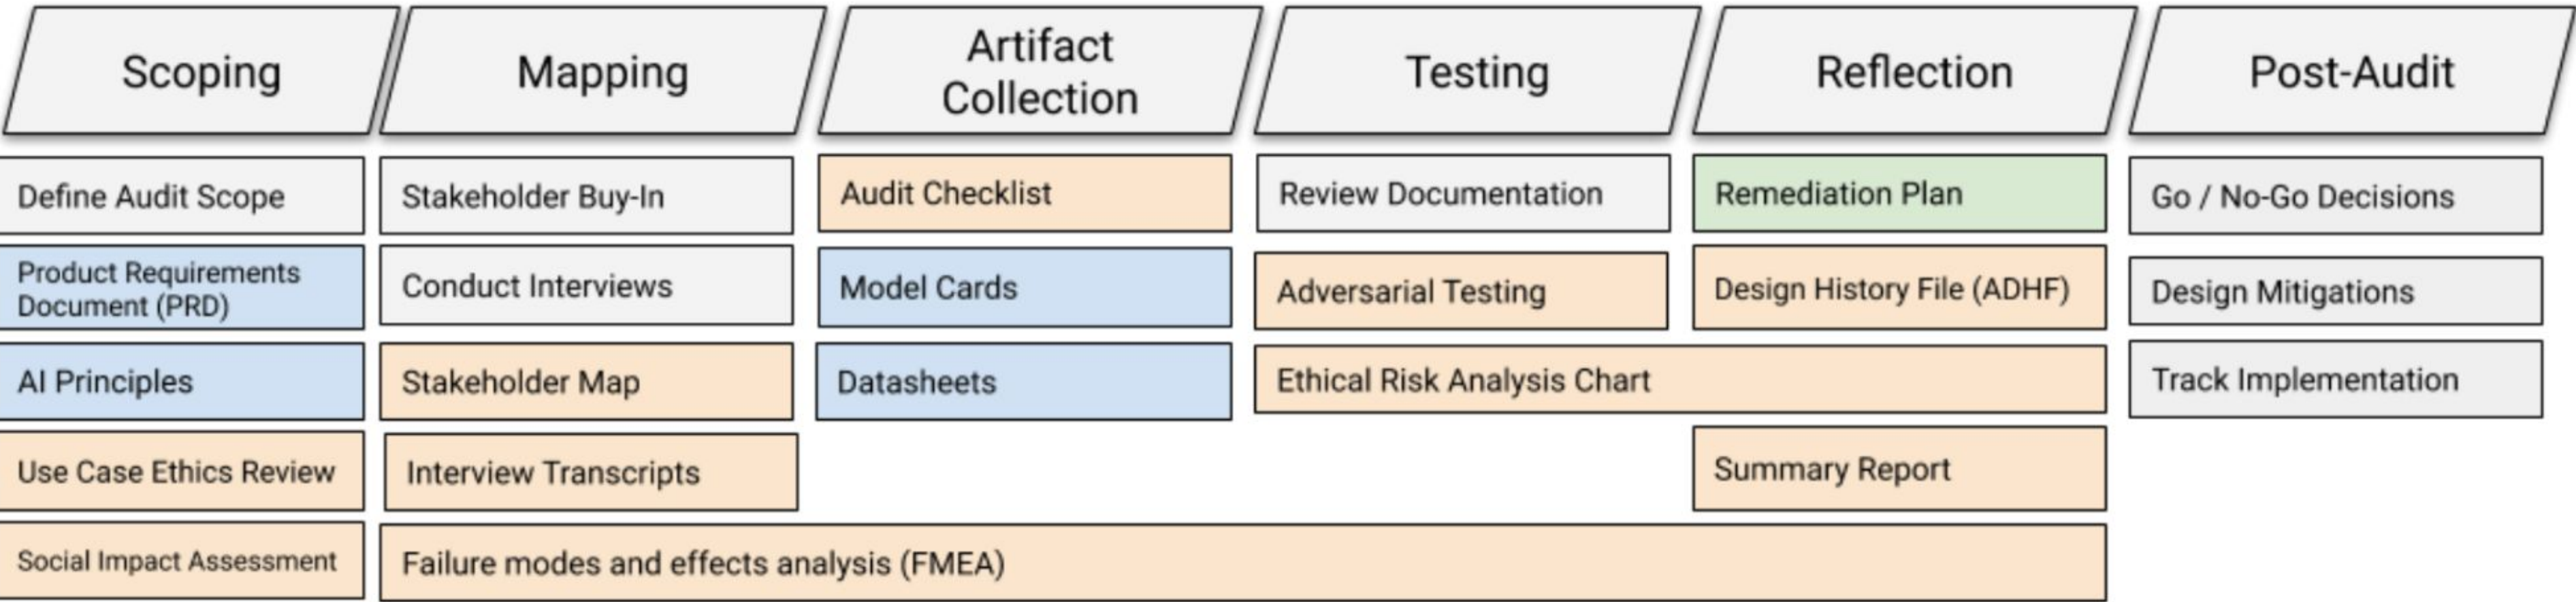 Scoping
Mapping
Artifact
Collection
Testing
Reflection
Post-Audit
Define Audit Scope
Stakeholder Buy-In
Audit Checklist
Review Documentation
Remediation Plan
Go / No-Go Decisions
Product Requirements
Document (PRD)
Conduct Interviews
Model Cards
Adversarial Testing
Design History File (ADHF)
Design Mitigations
AI Principles
Stakeholder Map
Datasheets
Ethical Risk Analysis Chart
Track Implementation
Use Case Ethics Review
Interview Transcripts
Summary Report
Social Impact Assessment
Failure modes and effects analysis (FMEA)